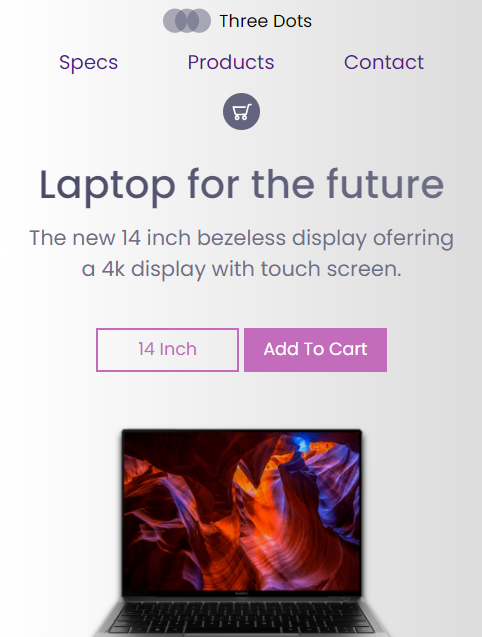 Three Dots
Specs Products Contact
Laptop for the future
The new 14 inch bezeless display oferring
a 4k display with touch screen.
14 Inch Add To Cart